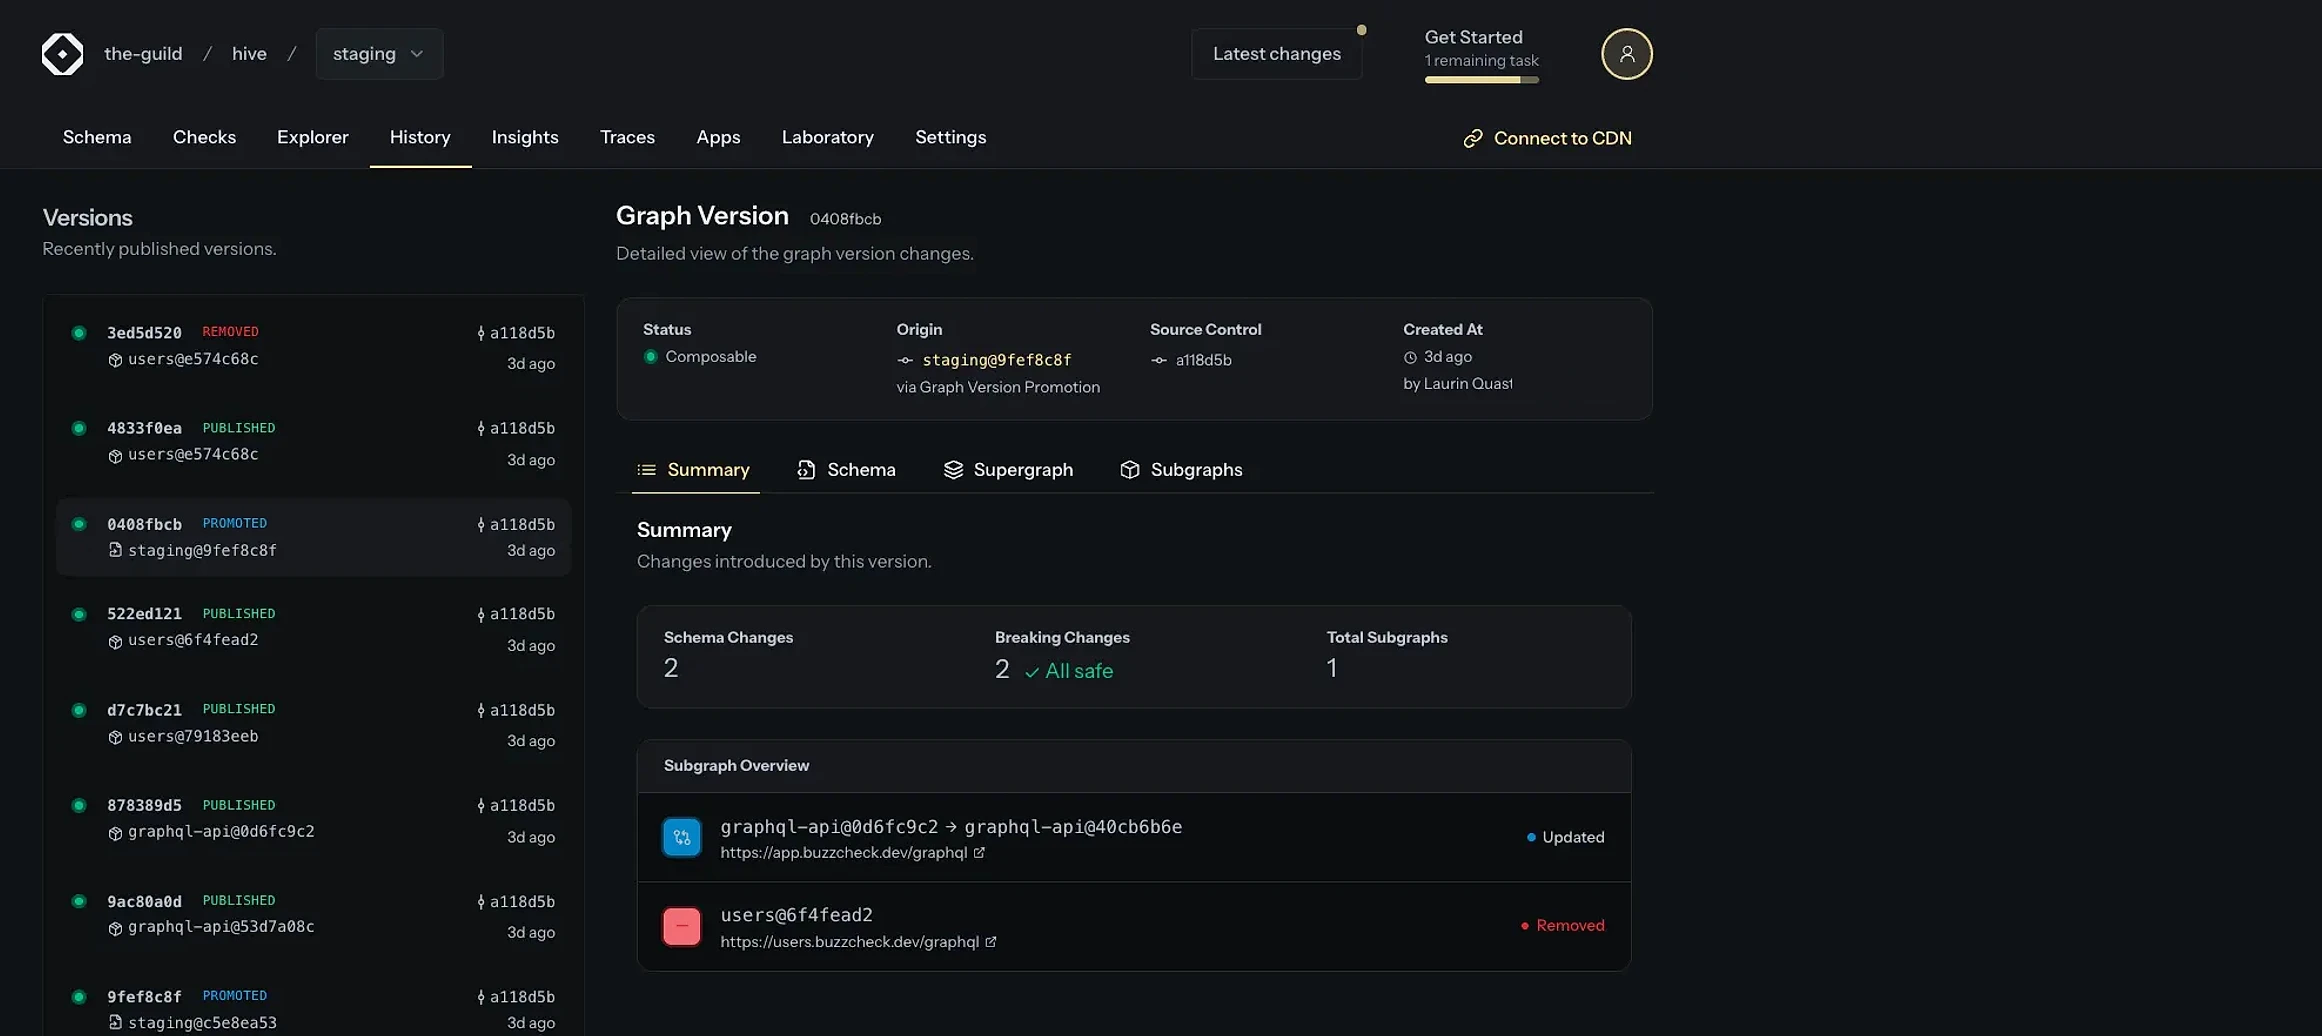 the-guild / hive / staging
Latest changes
Get Started
1 remaining task
Schema Checks Explorer History Insights Traces Apps Laboratory Settings
Connect to CDN
Versions
Recently published versions.
3ed5d520 REMOVED a118d5b
users@e574c68c 3d ago
4833f0ea PUBLISHED a118d5b
users@e574c68c 3d ago
0408fbcb PROMOTED a118d5b
staging@9fef8c8f 3d ago
522ed121 PUBLISHED a118d5b
users@6f4fead2 3d ago
d7c7bc21 PUBLISHED a118d5b
users@79183eeb 3d ago
878389d5 PUBLISHED a118d5b
graphql-api@0d6fc9c2 3d ago
9ac80a0d PUBLISHED a118d5b
graphql-api@53d7a08c 3d ago
9fef8c8f PROMOTED a118d5b
staging@c5e8ea53 3d ago
Graph Version 0408fbcb
Detailed view of the graph version changes.
Status Origin Source Control Created At
Composable staging@9fef8c8f a118d5b 3d ago
via Graph Version Promotion by Laurin Quast
Summary Schema Supergraph Subgraphs
Summary
Changes introduced by this version.
Schema Changes Breaking Changes Total Subgraphs
2 2 ✓ All safe 1
Subgraph Overview
graphql-api@0d6fc9c2 → graphql-api@40cb6b6e
https://app.buzzcheck.dev/graphql
Updated
users@6f4fead2
https://users.buzzcheck.dev/graphql
Removed